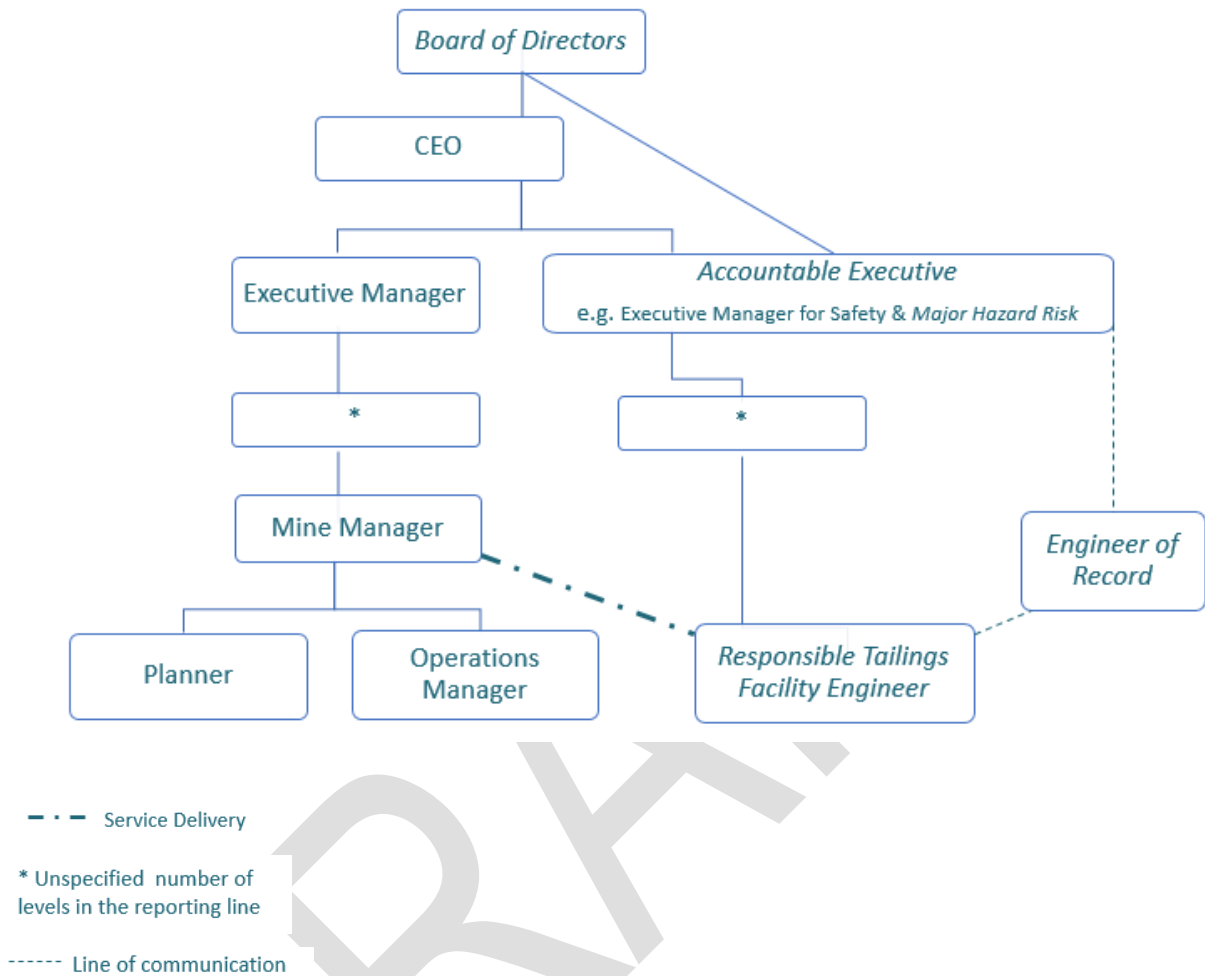 Board of Directors
CEO
Executive Manager
Accountable Executive
e.g. Executive Manager for Safety & Major Hazard Risk
*
*
Mine Manager
Engineer of
Record
Planner
Operations
Manager
Responsible Tailings
Facility Engineer
Service Delivery
* Unspecified number of
levels in the reporting line
Line of communication